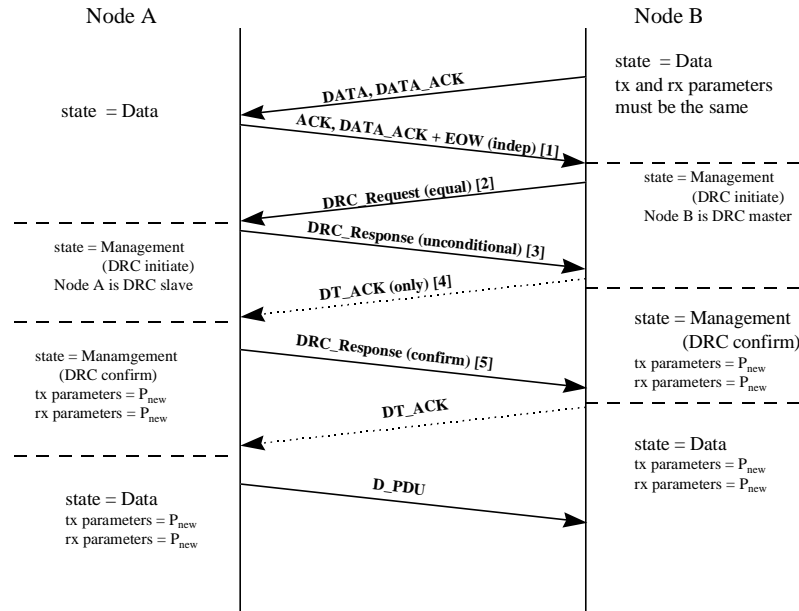 Node A
Node B
state = Data
tx and rx parameters
must be the same
DATA, DATA_ACK
state = Data
ACK, DATA_ACK + EOW (indep) [1]
state = Management
(DRC initiate)
Node B is DRC master
DRC_Request (equal) [2]
DRC_Response (unconditional) [3]
state = Management
(DRC initiate)
Node A is DRC slave
DT_ACK (only) [4]
state = Management
(DRC confirm)
tx parameters = Pnew
rx parameters = Pnew
state = Manamgement
(DRC confirm)
tx parameters = Pnew
rx parameters = Pnew
DRC_Response (confirm) [5]
DT_ACK
state = Data
tx parameters = Pnew
rx parameters = Pnew
D_PDU
state = Data
tx parameters = Pnew
rx parameters = Pnew